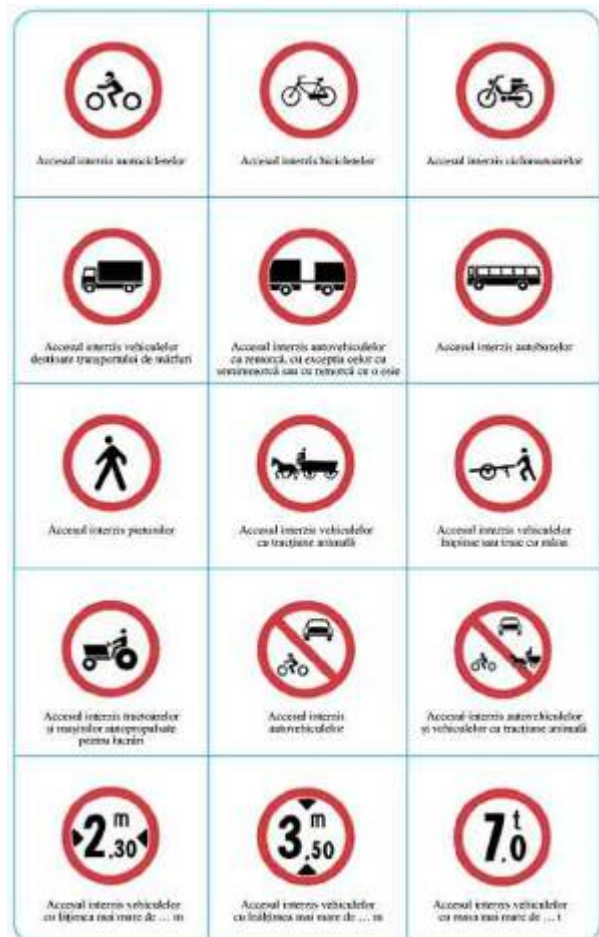 Accesul interzis motocicletelor
Accesul interzis bicicletelor
Accesul interzis ciclomotoarelor
Accesul interzis vehiculelor
destinate transportului de mărfuri
Accesul interzis autovehiculelor
cu remorcă, cu excepția celor cu
semiremorcă sau cu remorcă cu o osie
Accesul interzis autobuzelor
Accesul interzis pietonilor
Accesul interzis vehiculelor
cu tracțiune animală
Accesul interzis vehiculelor
împinse sau trase cu mâna
Accesul interzis tractoarelor
și mașinilor autopropulsate
pentru lucrări
Accesul interzis
autovehiculelor
Accesul interzis autovehiculelor
și vehiculelor cu tracțiune animală
2.30 m
Accesul interzis vehiculelor
cu lățimea mai mare de ... m
3.50 m
Accesul interzis vehiculelor
cu înălțimea mai mare de ... m
7.0 t
Accesul interzis vehiculelor
cu masa mai mare de ... t